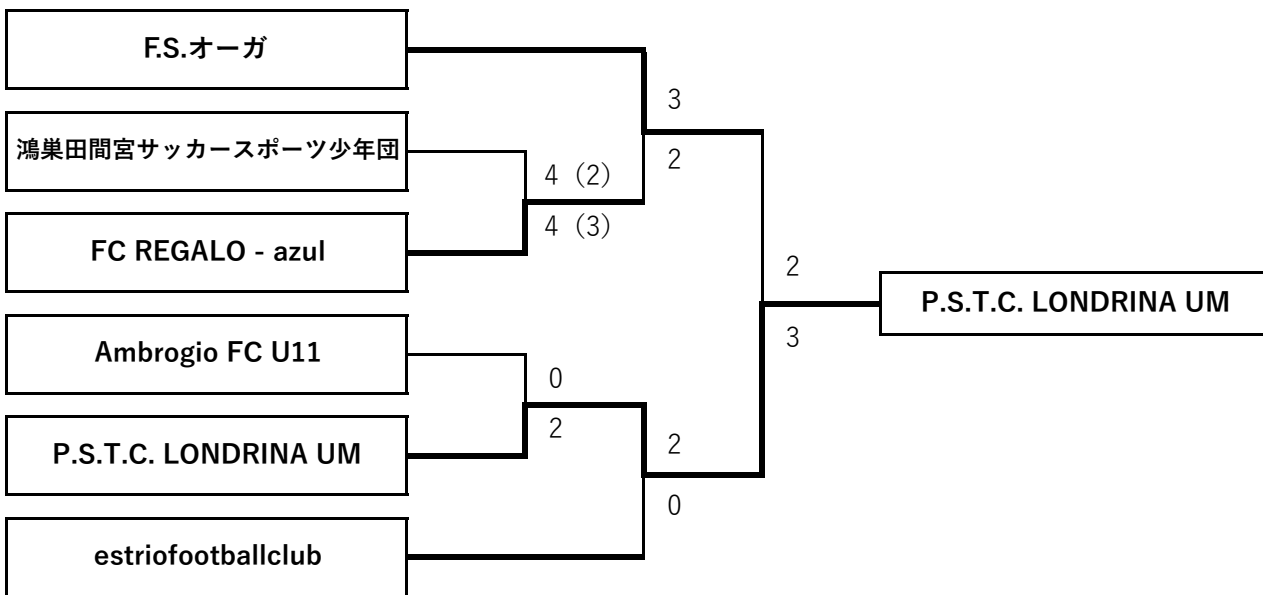 F.S.オーガ
3
鴻巣田間宮サッカースポーツ少年団
2
4（2）
4（3）
FC REGALO - azul
2
P.S.T.C. LONDRINA UM
3
Ambrogio FC U11
0
2
P.S.T.C. LONDRINA UM
2
0
estriofootballclub